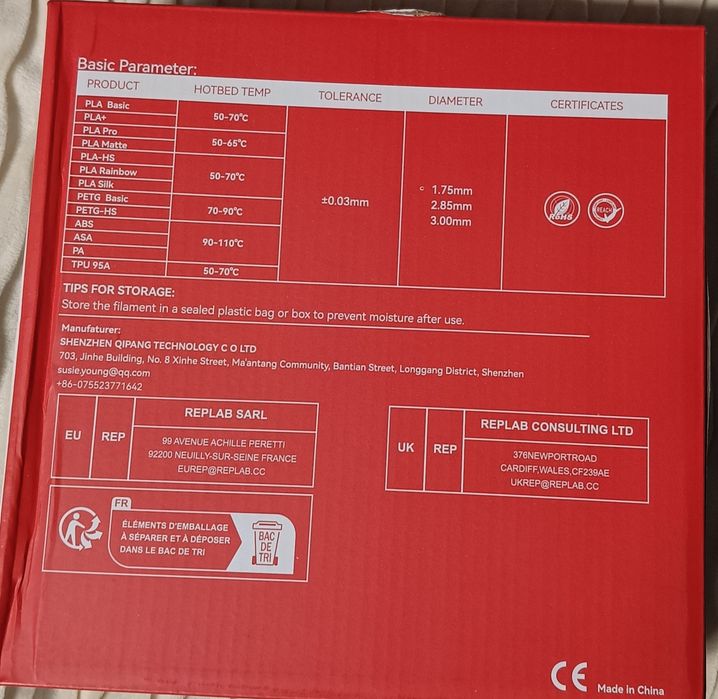 Basic Parameter:
PRODUCT HOTBED TEMP TOLERANCE DIAMETER CERTIFICATES
PLA Basic
PLA+
50-70℃
PLA Pro
PLA Matte
50-65℃
PLA-HS
PLA Rainbow
PLA Silk
50-70℃
PETG Basic
PETG-HS
70-90℃
ABS
ASA
PA
90-110℃
TPU 95A
50-70℃
±0.03mm
1.75mm
2.85mm
3.00mm
RoHS
REACH
TIPS FOR STORAGE:
Store the filament in a sealed plastic bag or box to prevent moisture after use.
Manufaturer:
SHENZHEN QIPANG TECHNOLOGY C O LTD
703, Jinhe Building, No. 8 Xinhe Street, Ma'antang Community, Bantian Street, Longgang District, Shenzhen
susie.young@qq.com
+86-075523771642
EU REP
REPLAB SARL
99 AVENUE ACHILLE PERETTI
92200 NEUILLY-SUR-SEINE FRANCE
EUREP@REPLAB.CC
UK REP
REPLAB CONSULTING LTD
376NEWPORTROAD
CARDIFF,WALES,CF239AE
UKREP@REPLAB.CC
FR
ÉLÉMENTS D'EMBALLAGE
À SÉPARER ET À DÉPOSER
DANS LE BAC DE TRI
BAC
DE
TRI
CE Made in China